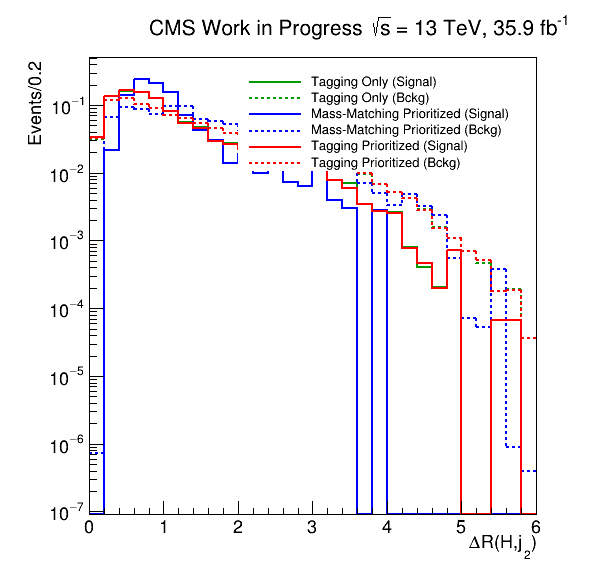 CMS Work in Progress √s = 13 TeV, 35.9 fb⁻¹
Events/0.2
Tagging Only (Signal)
Tagging Only (Bckg)
Mass-Matching Prioritized (Signal)
Mass-Matching Prioritized (Bckg)
Tagging Prioritized (Signal)
Tagging Prioritized (Bckg)
10⁻¹
10⁻²
10⁻³
10⁻⁴
10⁻⁵
10⁻⁶
10⁻⁷
0 1 2 3 4 5 6
ΔR(H,j₂)